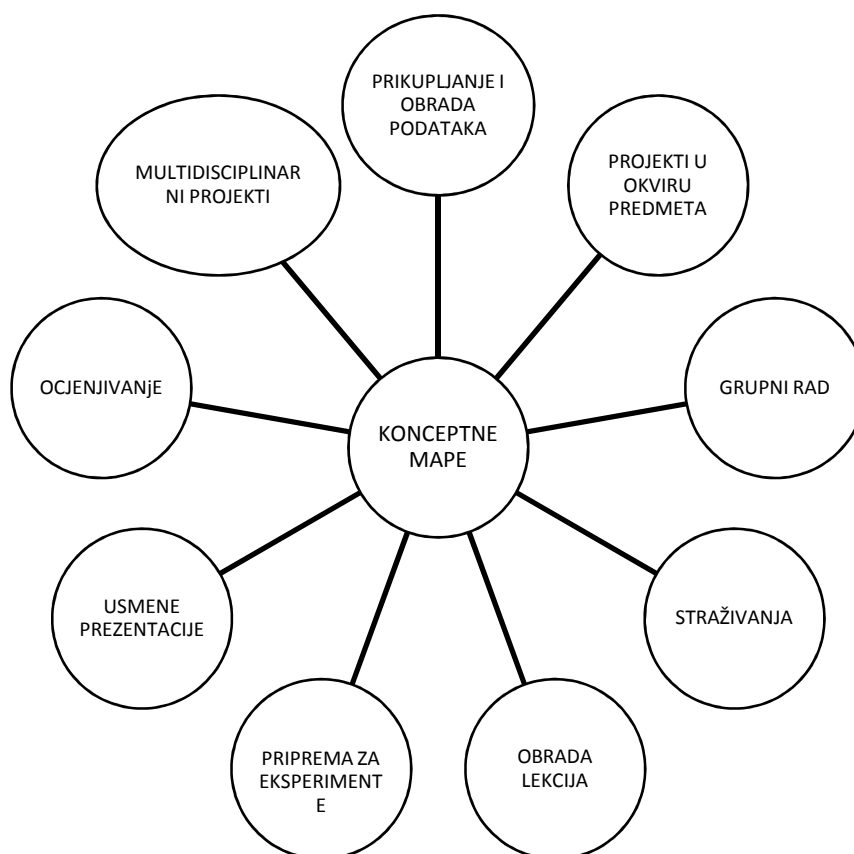 PRIKUPLJANJE I
OBRADA
PODATAKA
PROJEKTI U
OKVIRU
PREDMETA
GRUPNI RAD
STRAŽIVANJA
OBRADA
LEKCIJA
PRIPREMA ZA
EKSPERIMENT
E
USMENE
PREZENTACIJE
OCJENJIVANjE
MULTIDISCIPLINAR
NI PROJEKTI
KONCEPTNE
MAPE